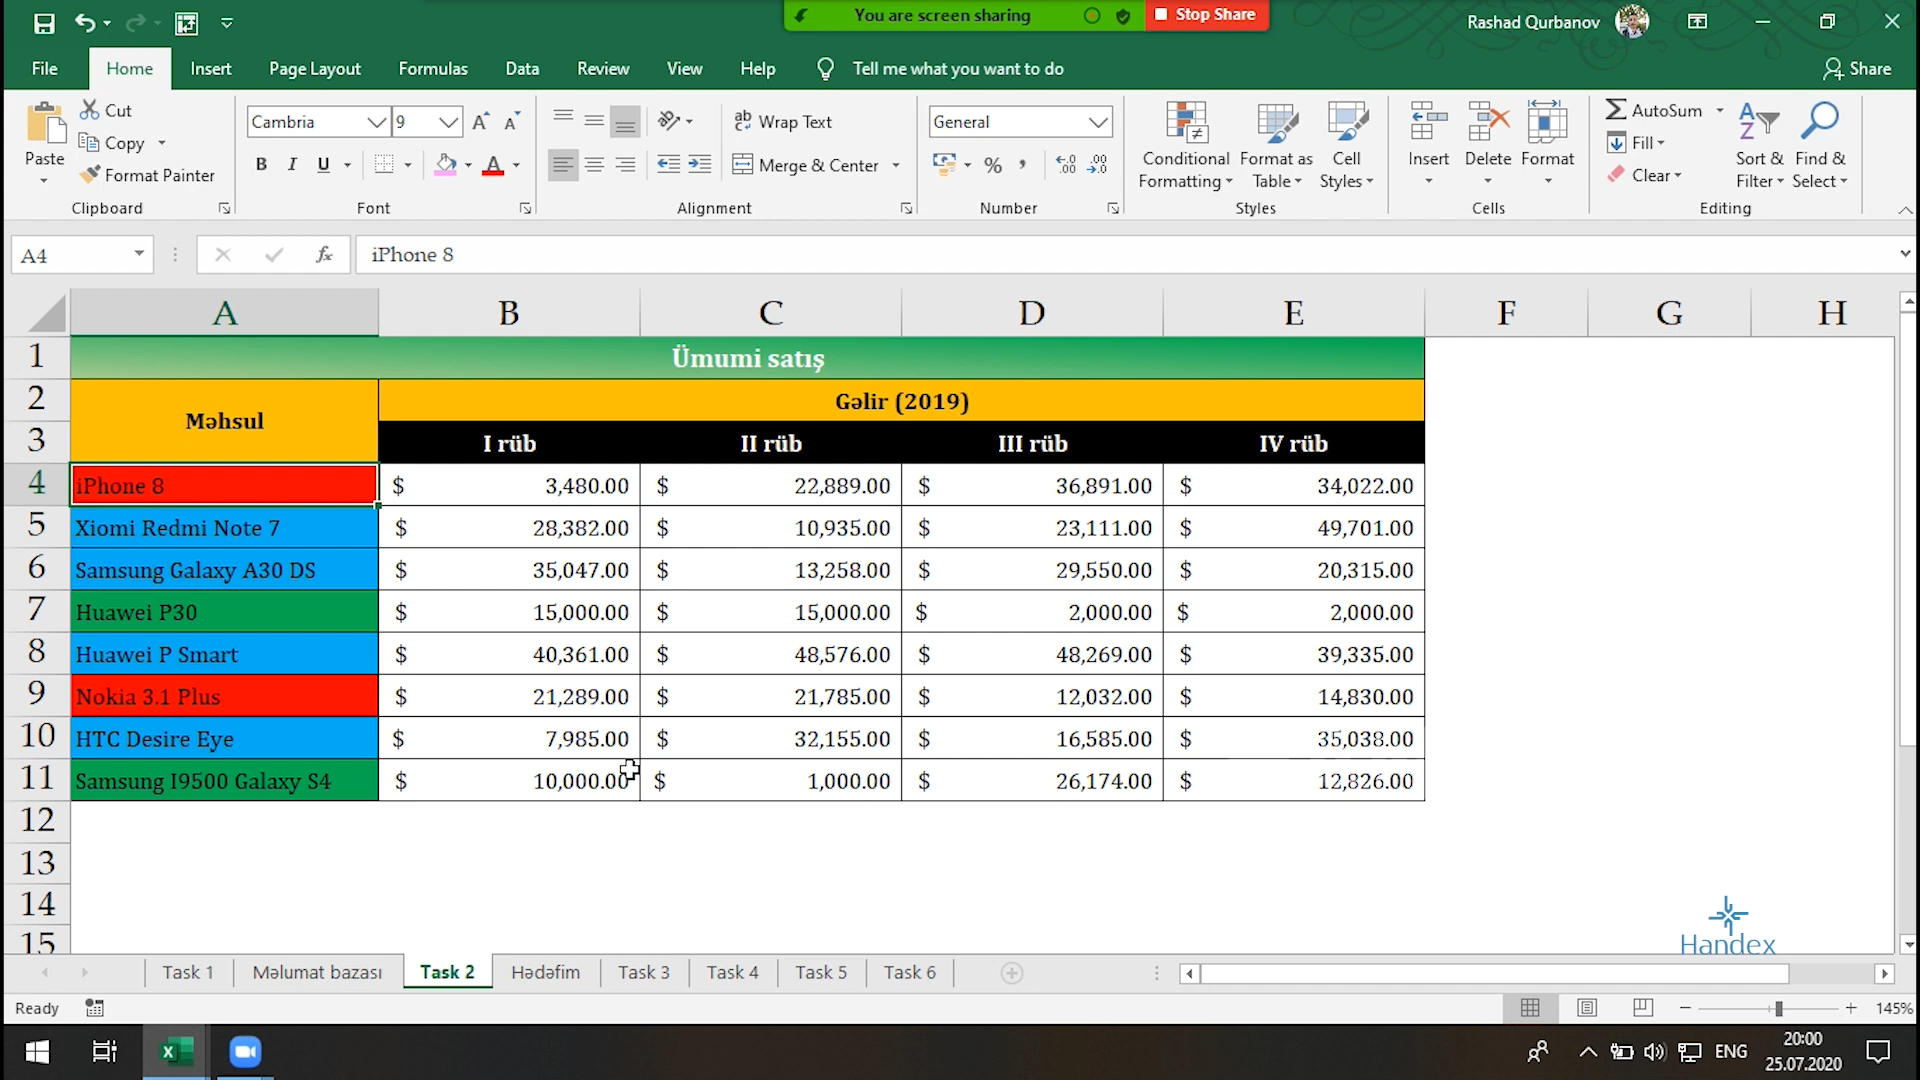 You are screen sharing
Stop Share
Rashad Qurbanov
File Home Insert Page Layout Formulas Data Review View Help Tell me what you want to do Share
Paste
Cut
Copy
Format Painter
Clipboard
Cambria 9
B I U
Font
Wrap Text
Merge & Center
Alignment
General
Number
Conditional Formatting
Format as Table
Cell Styles
Styles
Insert Delete Format
Cells
AutoSum
Fill
Clear
Sort & Filter
Find & Select
Editing
A4 fx iPhone 8
A B C D E F G H
1 Ümumi satış
2 Məhsul Gəlir (2019)
3 I rüb II rüb III rüb IV rüb
4 iPhone 8 $ 3,480.00 $ 22,889.00 $ 36,891.00 $ 34,022.00
5 Xiomi Redmi Note 7 $ 28,382.00 $ 10,935.00 $ 23,111.00 $ 49,701.00
6 Samsung Galaxy A30 DS $ 35,047.00 $ 13,258.00 $ 29,550.00 $ 20,315.00
7 Huawei P30 $ 15,000.00 $ 15,000.00 $ 2,000.00 $ 2,000.00
8 Huawei P Smart $ 40,361.00 $ 48,576.00 $ 48,269.00 $ 39,335.00
9 Nokia 3.1 Plus $ 21,289.00 $ 21,785.00 $ 12,032.00 $ 14,830.00
10 HTC Desire Eye $ 7,985.00 $ 32,155.00 $ 16,585.00 $ 35,038.00
11 Samsung I9500 Galaxy S4 $ 10,000.00 $ 1,000.00 $ 26,174.00 $ 12,826.00
12
13
14
15
Handex
Task 1 Məlumat bazası Task 2 Hədəfim Task 3 Task 4 Task 5 Task 6
Ready 145%
ENG
20:00
25.07.2020